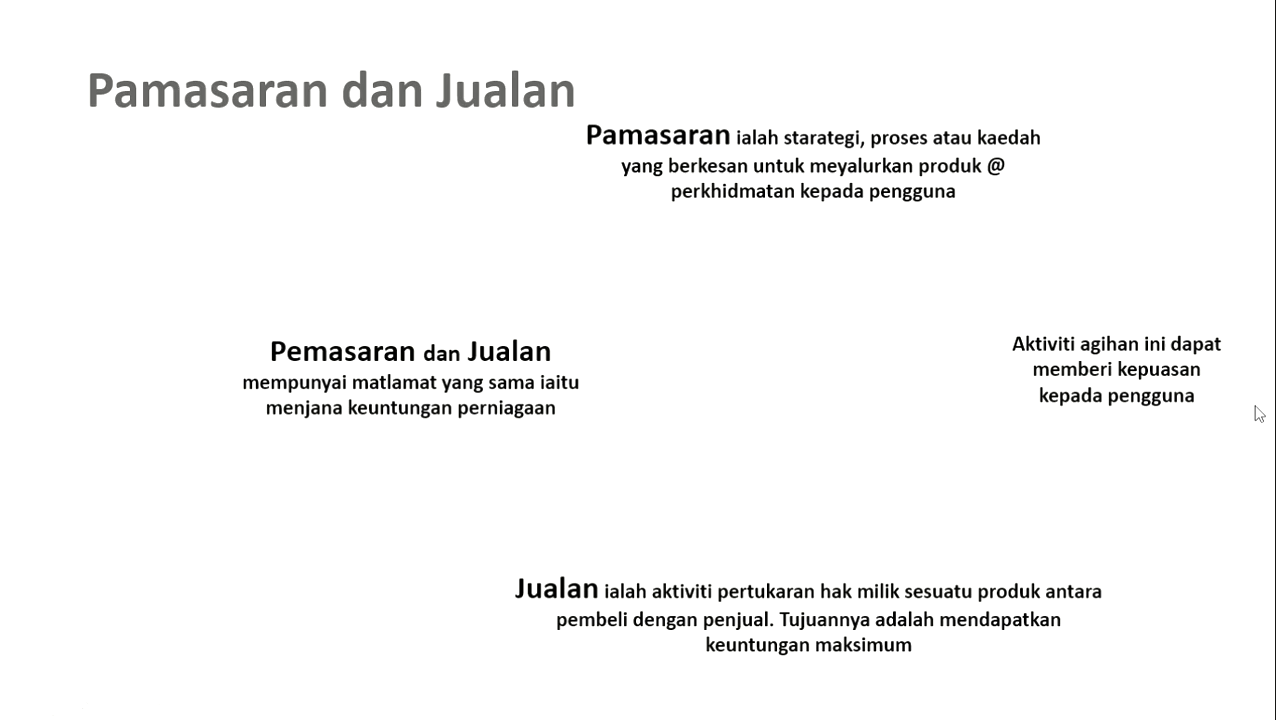 Pamasaran dan Jualan
Pamasaran ialah starategi, proses atau kaedah
yang berkesan untuk meyalurkan produk @
perkhidmatan kepada pengguna
Pemasaran dan Jualan
mempunyai matlamat yang sama iaitu
menjana keuntungan perniagaan
Aktiviti agihan ini dapat
memberi kepuasan
kepada pengguna
Jualan ialah aktiviti pertukaran hak milik sesuatu produk antara
pembeli dengan penjual. Tujuannya adalah mendapatkan
keuntungan maksimum